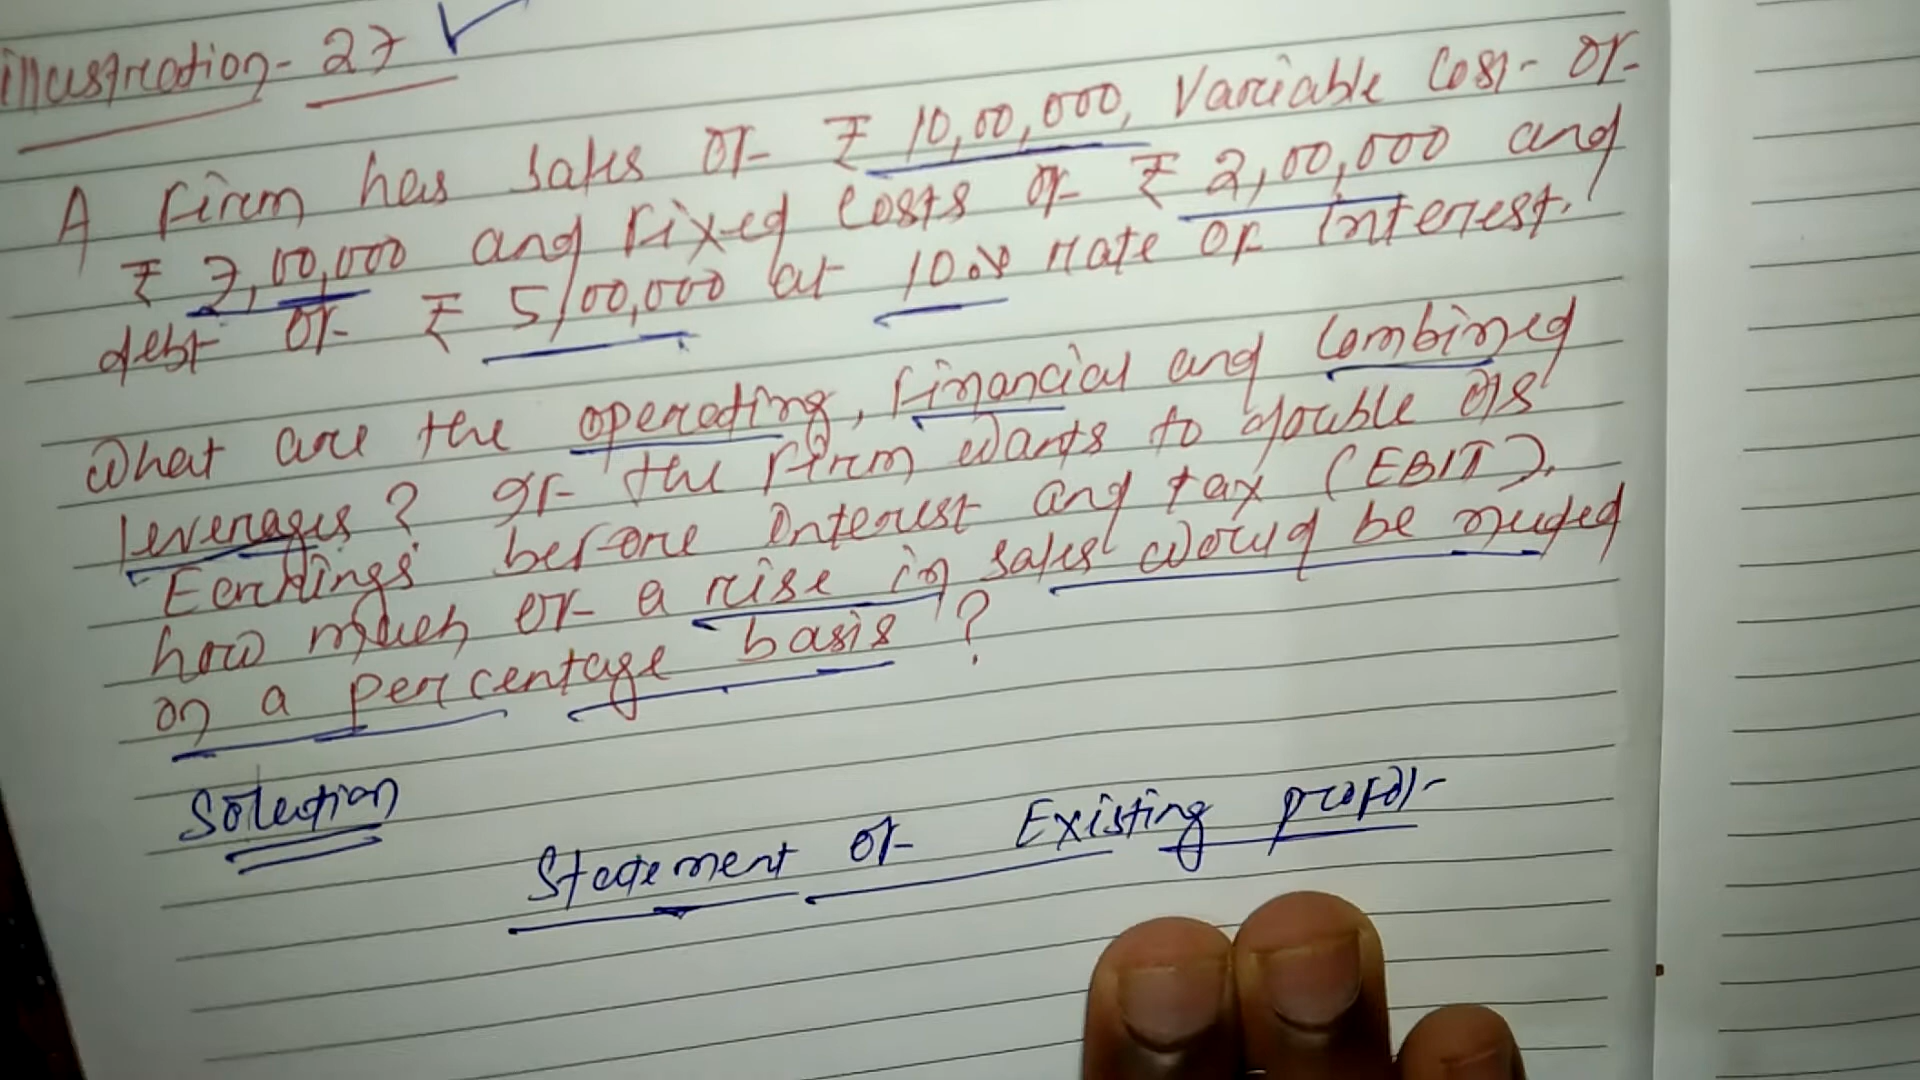 illustration- 27
A firm has sales of ₹ 10,00,000, Variable Cost of
₹ 7,00,000 and fixed Costs of ₹ 2,00,000 and
debt of ₹ 5,00,000 at 10% rate of interest.
What are the operating, financial and Combined
leverages? If the firm wants to double its
Earnings before interest and tax (EBIT),
how much of a rise in sales would be needed
on a percentage basis?
Solution
Statement of Existing profit